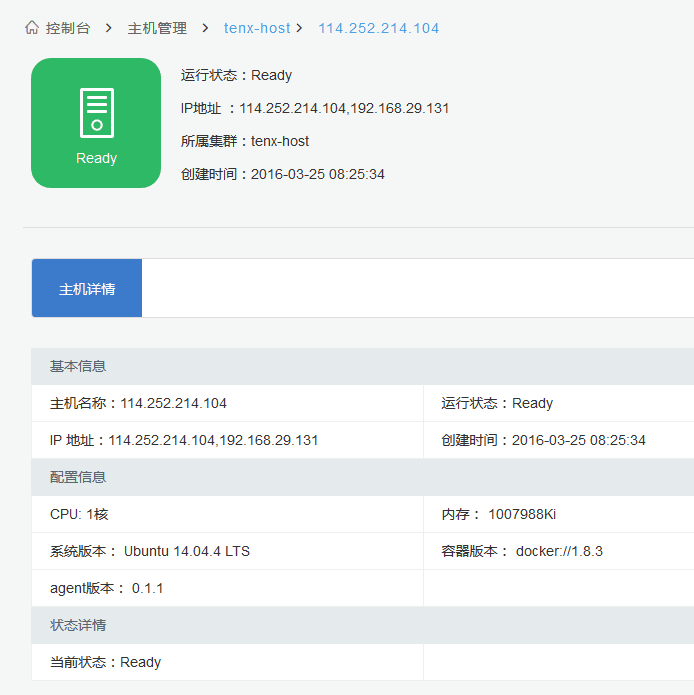 控制台 > 主机管理 > tenx-host > 114.252.214.104
Ready
运行状态：Ready
IP地址 ：114.252.214.104,192.168.29.131
所属集群：tenx-host
创建时间：2016-03-25 08:25:34
主机详情
基本信息
主机名称：114.252.214.104 运行状态：Ready
IP 地址：114.252.214.104,192.168.29.131 创建时间：2016-03-25 08:25:34
配置信息
CPU: 1核 内存： 1007988Ki
系统版本： Ubuntu 14.04.4 LTS 容器版本： docker://1.8.3
agent版本： 0.1.1
状态详情
当前状态：Ready